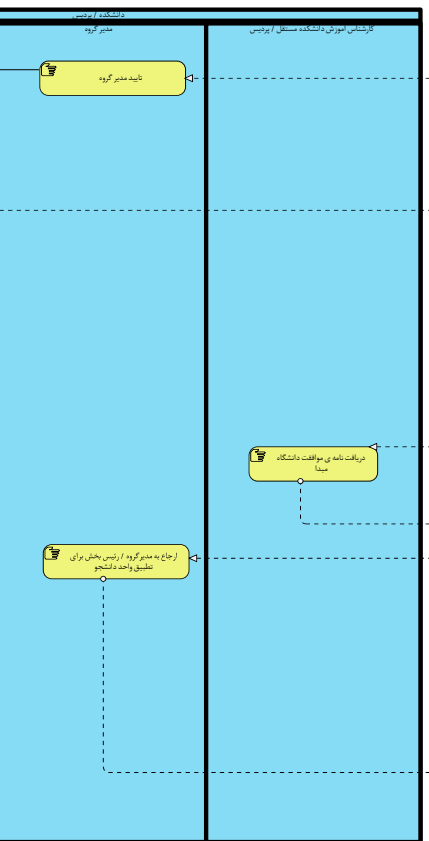 دانشکده / پردیس
کارشناس آموزش دانشکده مستقل / پردیس
مدیر گروه
تایید مدیر گروه
دریافت نامه ی موافقت دانشگاه
مبدا
ارجاع به مدیرگروه / رئیس بخش برای
تطبیق واحد دانشجو